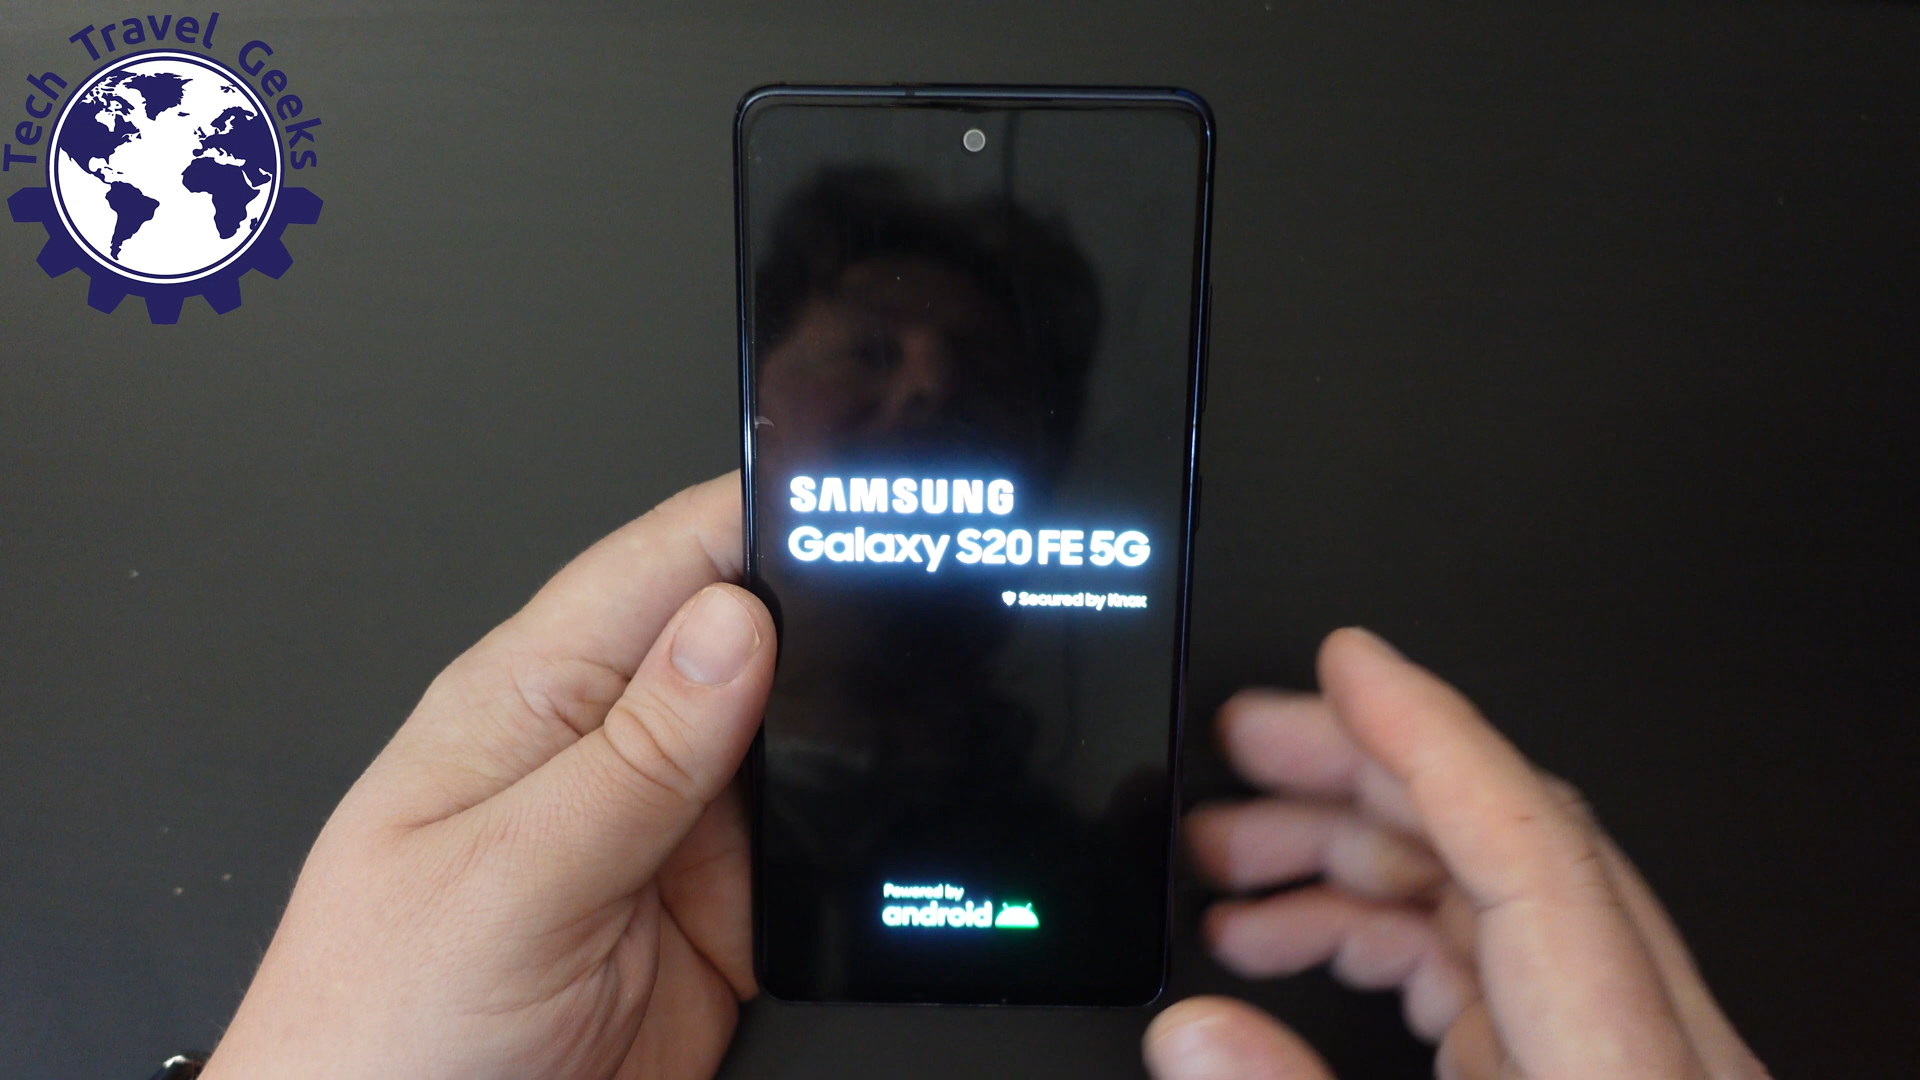 Tech Travel Geeks
SAMSUNG
Galaxy S20 FE 5G
Secured by Knox
Powered by
android